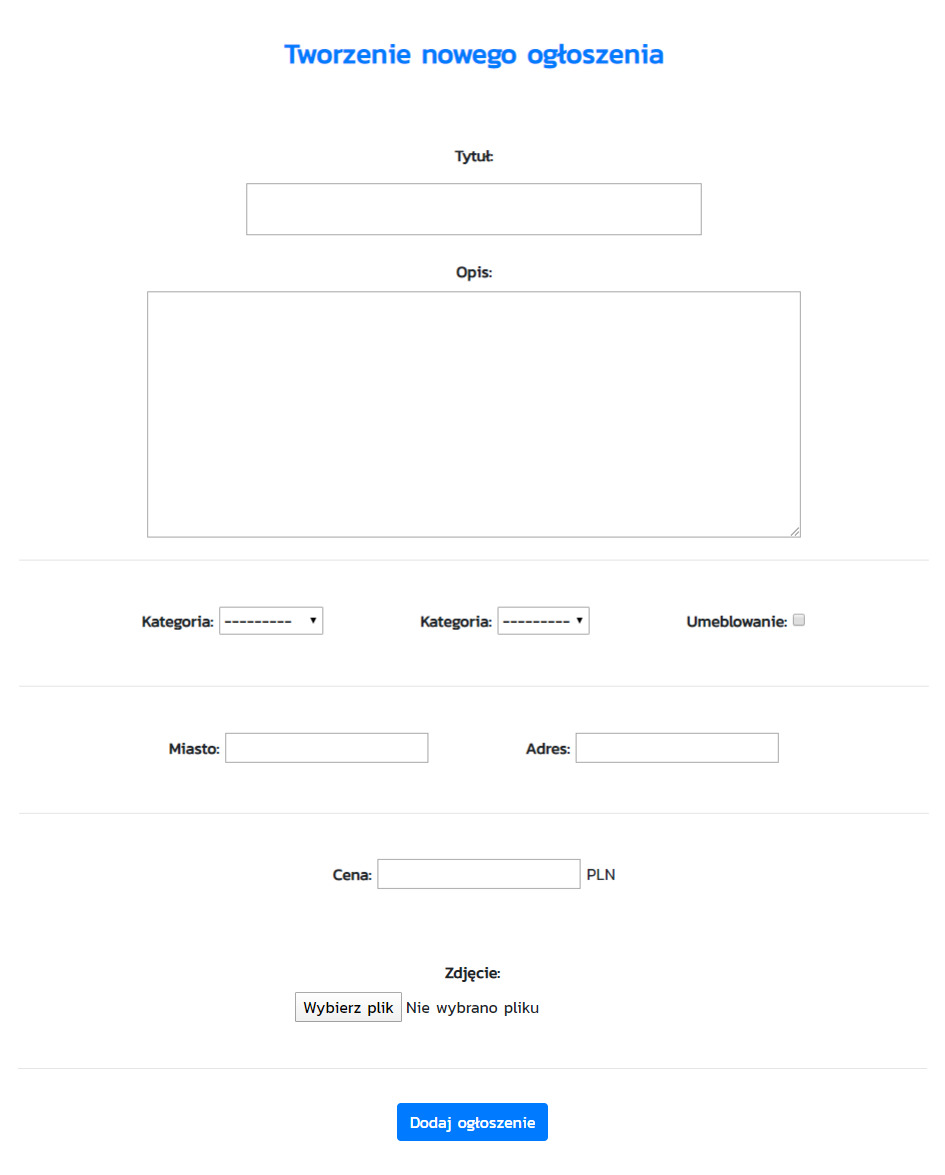 Tworzenie nowego ogłoszenia
Tytuł:
Opis:
Kategoria: --------- Kategoria: --------- Umeblowanie:
Miasto: Adres:
Cena: PLN
Zdjęcie:
Wybierz plik Nie wybrano pliku
Dodaj ogłoszenie